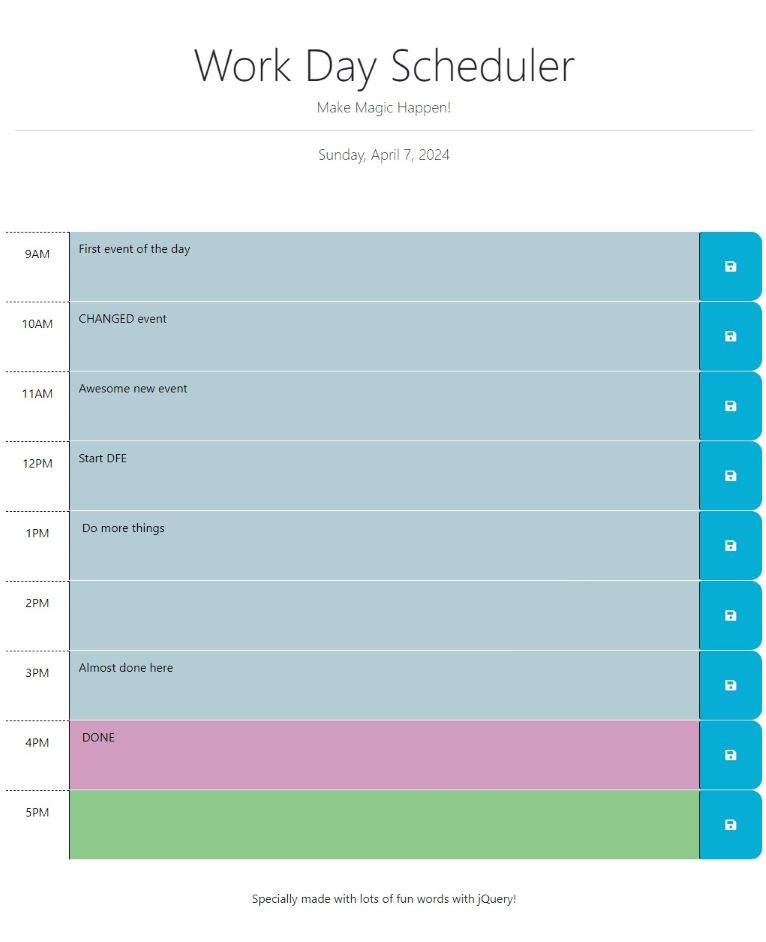 Work Day Scheduler
Make Magic Happen!
Sunday, April 7, 2024
9AM First event of the day
10AM CHANGED event
11AM Awesome new event
12PM Start DFE
1PM Do more things
2PM
3PM Almost done here
4PM DONE
5PM
Specially made with lots of fun words with jQuery!